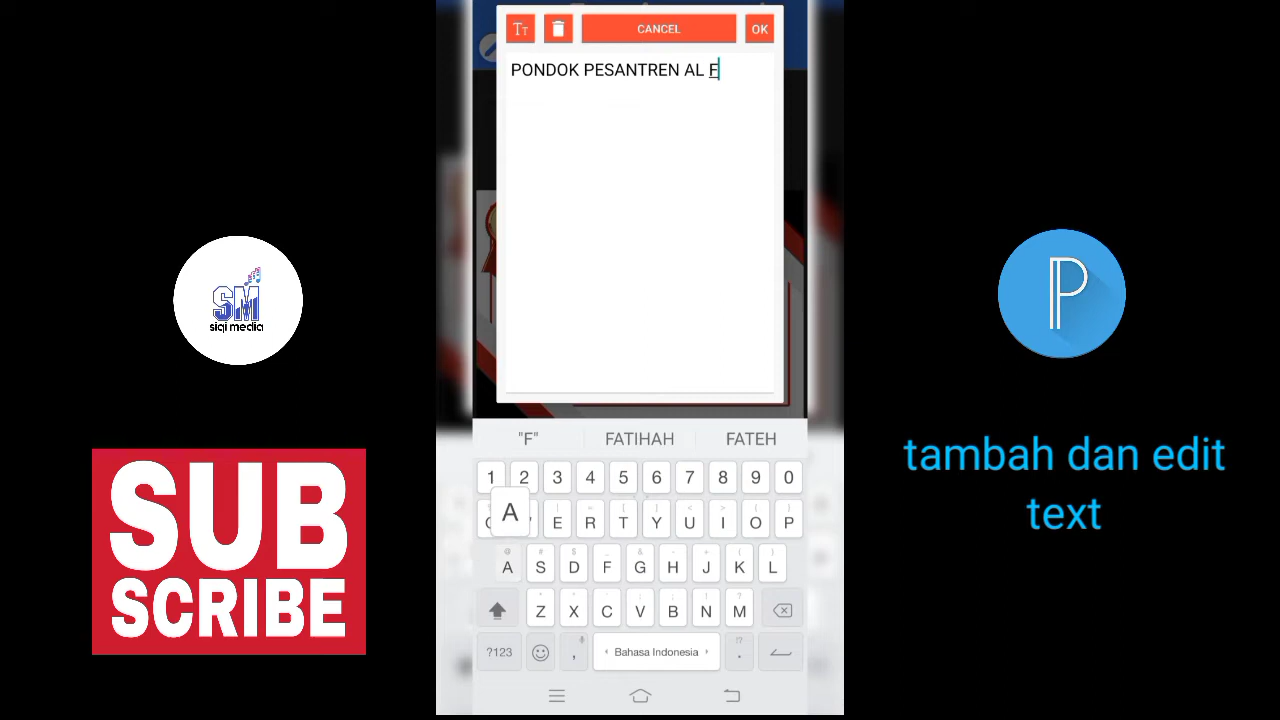 TT
CANCEL
OK
PONDOK PESANTREN AL F
SM
siqi media
SUB
SCRIBE
P
tambah dan edit
text
"F" FATIHAH FATEH
1 2 3 4 5 6 7 8 9 0
A
E R T Y U I O P
A S D F G H J K L
Z X C V B N M
?123 , Bahasa Indonesia .